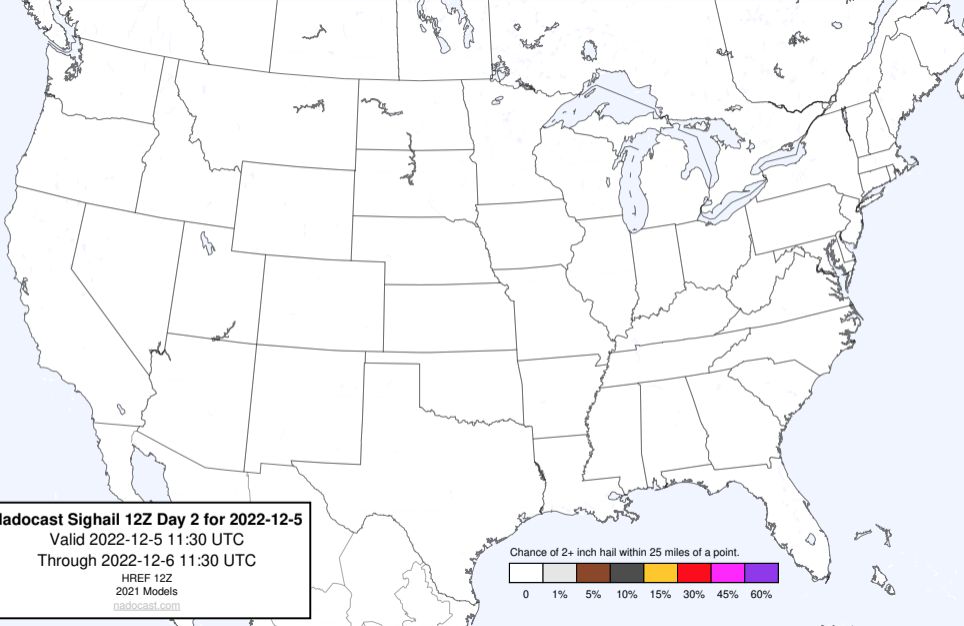 adocast Sighail 12Z Day 2 for 2022-12-5
Valid 2022-12-5 11:30 UTC
Through 2022-12-6 11:30 UTC
HREF 12Z
2021 Models
nadocast.com
Chance of 2+ inch hail within 25 miles of a point.
0 1% 5% 10% 15% 30% 45% 60%